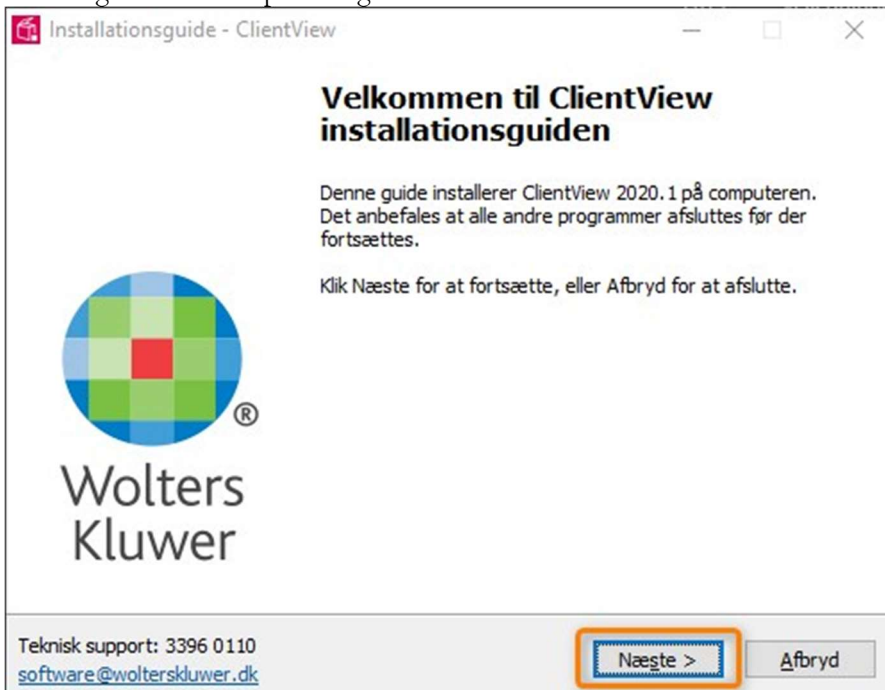 Installationsguide - ClientView
Velkommen til ClientView
installationsguiden
Denne guide installerer ClientView 2020.1 på computeren.
Det anbefales at alle andre programmer afsluttes før der
fortsættes.
Klik Næste for at fortsætte, eller Afbryd for at afslutte.
®
Wolters
Kluwer
Teknisk support: 3396 0110
software@wolterskluwer.dk
Næste >
Afbryd